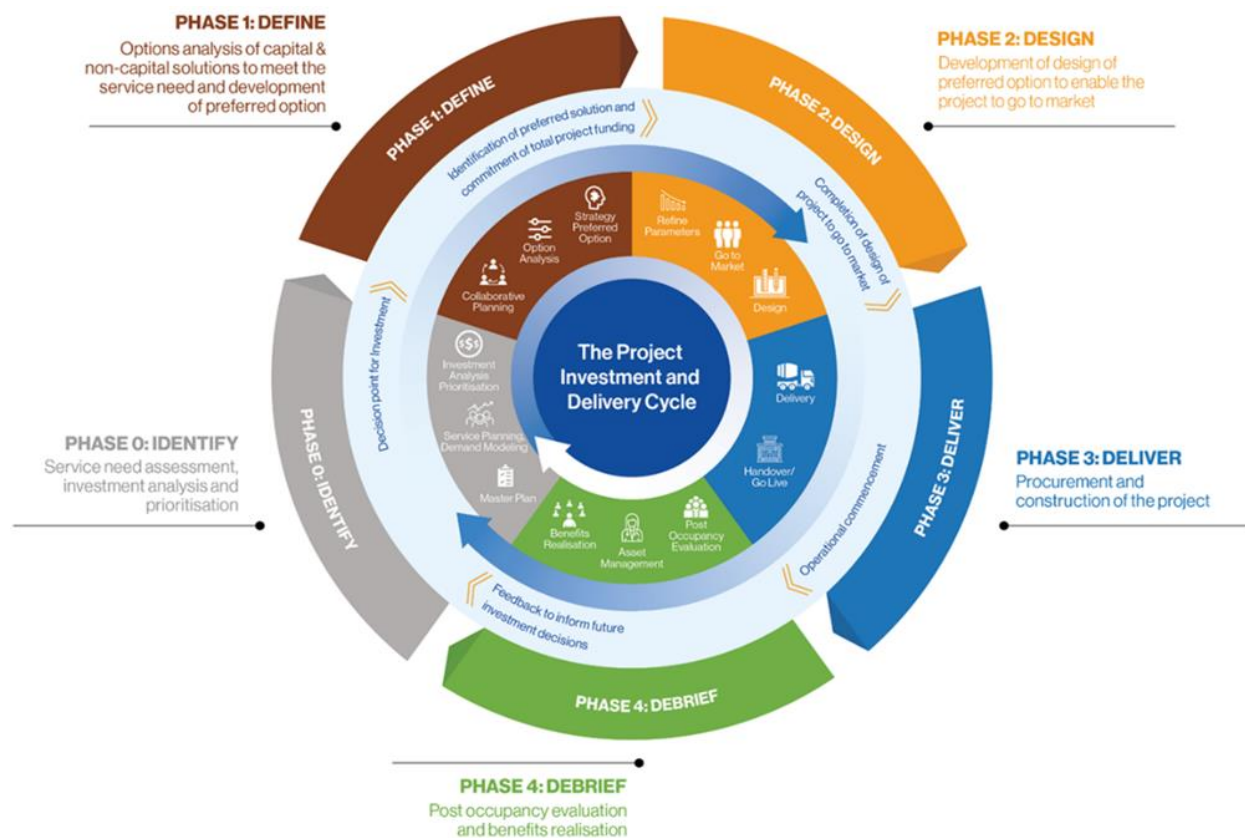 PHASE 1: DEFINE
Options analysis of capital &
non-capital solutions to meet the
service need and development
of preferred option
PHASE 2: DESIGN
Development of design of
preferred option to enable the
project to go to market
PHASE 0: IDENTIFY
Service need assessment,
investment analysis and
prioritisation
PHASE 3: DELIVER
Procurement and
construction of the project
PHASE 4: DEBRIEF
Post occupancy evaluation
and benefits realisation
PHASE 1: DEFINE
PHASE 2: DESIGN
PHASE 3: DELIVER
PHASE 4: DEBRIEF
PHASE 0: IDENTIFY
Identification of preferred solution and
commitment of total project funding
Completion of design of
project to go to market
Operational commencement
Feedback to inform future
investment decisions
Decision point for Investment
Strategy
Preferred
Option
Option
Analysis
Collaborative
Planning
Refine
Parameters
Go to
Market
Design
Delivery
Handover/
Go Live
Post
Occupancy
Evaluation
Asset
Management
Benefits
Realisation
Master Plan
Service Planning,
Demand Modeling
$$$
Investment
Analysis
Prioritisation
The Project
Investment and
Delivery Cycle